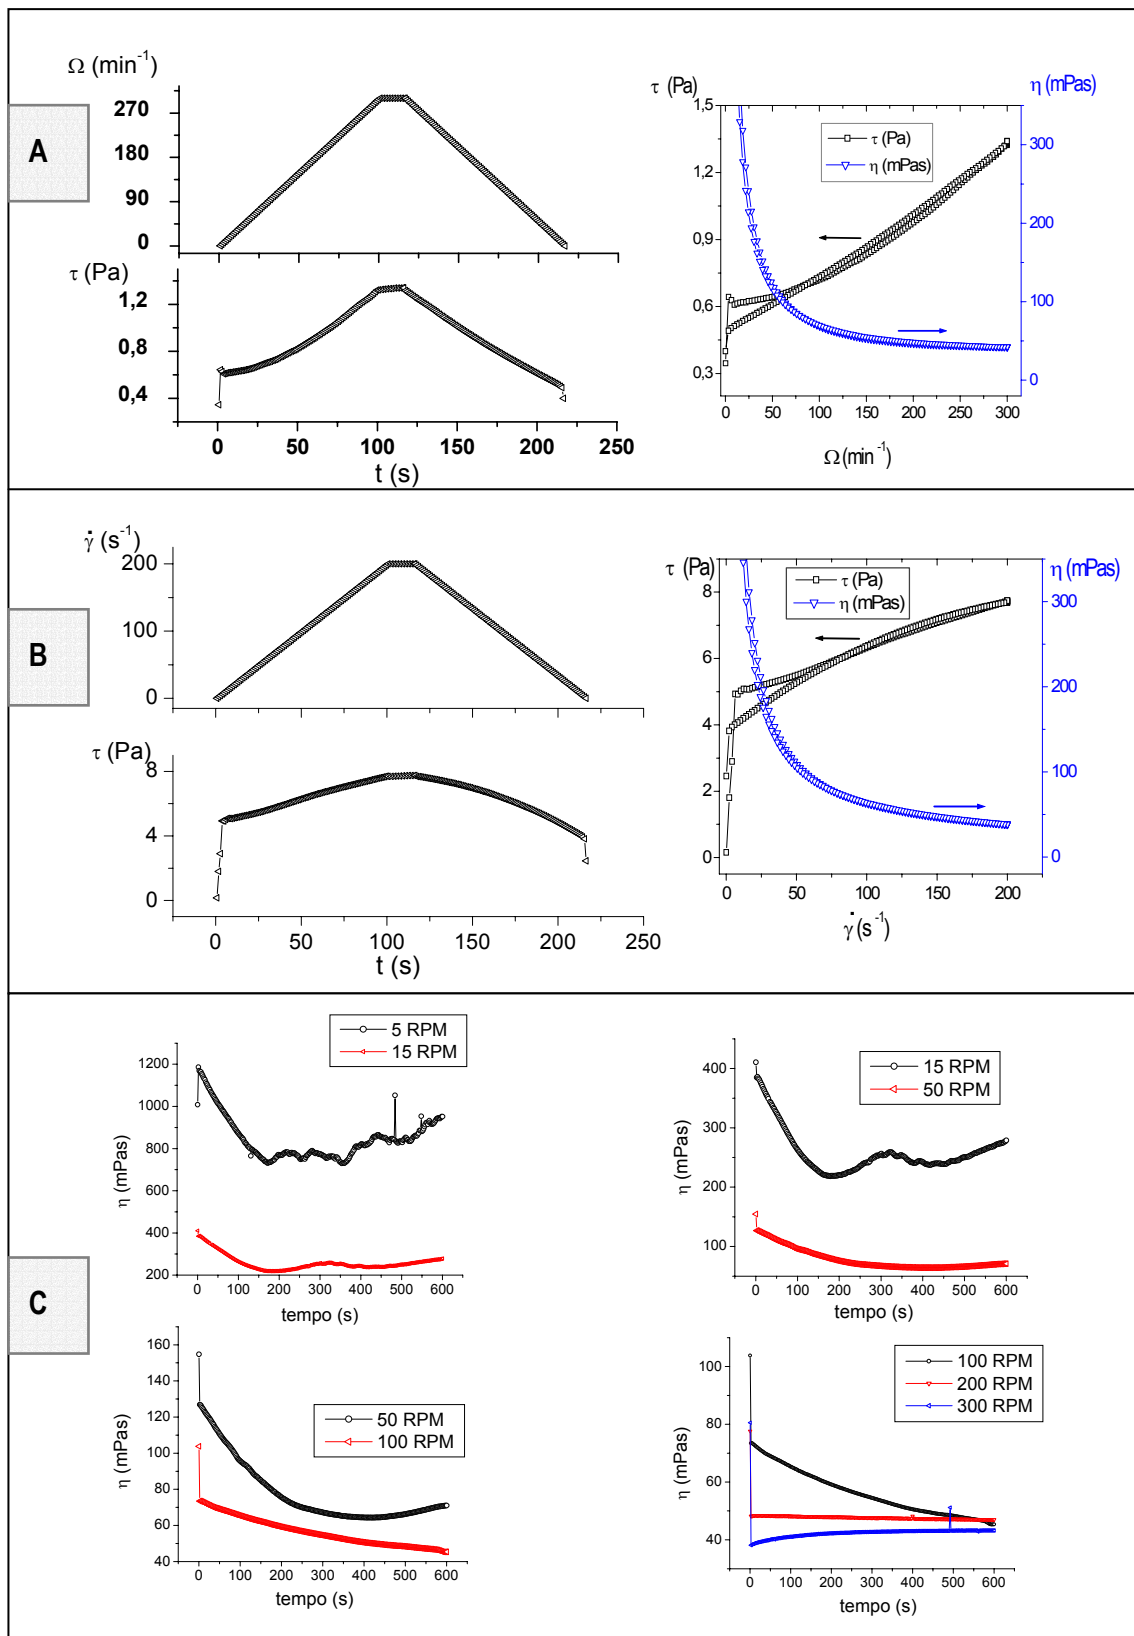 A
Ω (min⁻¹)
270
180
90
0
τ (Pa)
1,2
0,8
0,4
0 50 100 150 200 250
t (s)
τ (Pa)
η (mPas)
1,5
1,2
0,9
0,6
0,3
τ (Pa)
η (mPas)
300
200
100
0
0 50 100 150 200 250 300
Ω (min⁻¹)
B
γ̇ (s⁻¹)
200
100
0
τ (Pa)
8
4
0
0 50 100 150 200 250
t (s)
τ (Pa)
η (mPas)
8
6
4
2
0
τ (Pa)
η (mPas)
300
200
100
0
0 50 100 150 200
γ̇ (s⁻¹)
C
5 RPM
15 RPM
1200
1000
800
600
400
200
η (mPas)
0 100 200 300 400 500 600
tempo (s)
15 RPM
50 RPM
400
300
200
100
η (mPas)
0 100 200 300 400 500 600
tempo (s)
50 RPM
100 RPM
160
140
120
100
80
60
40
η (mPas)
0 100 200 300 400 500 600
tempo (s)
100 RPM
200 RPM
300 RPM
100
80
60
40
η (mPas)
0 100 200 300 400 500 600
tempo (s)